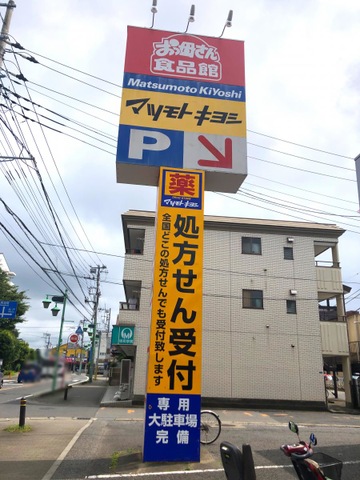 お母さん
食品館
Matsumoto KiYoshi
マツモトキヨシ
P
薬
マツモトキヨシ
処方せん受付
全国どこの処方せんでも受付致します
専用
大駐車場
完備